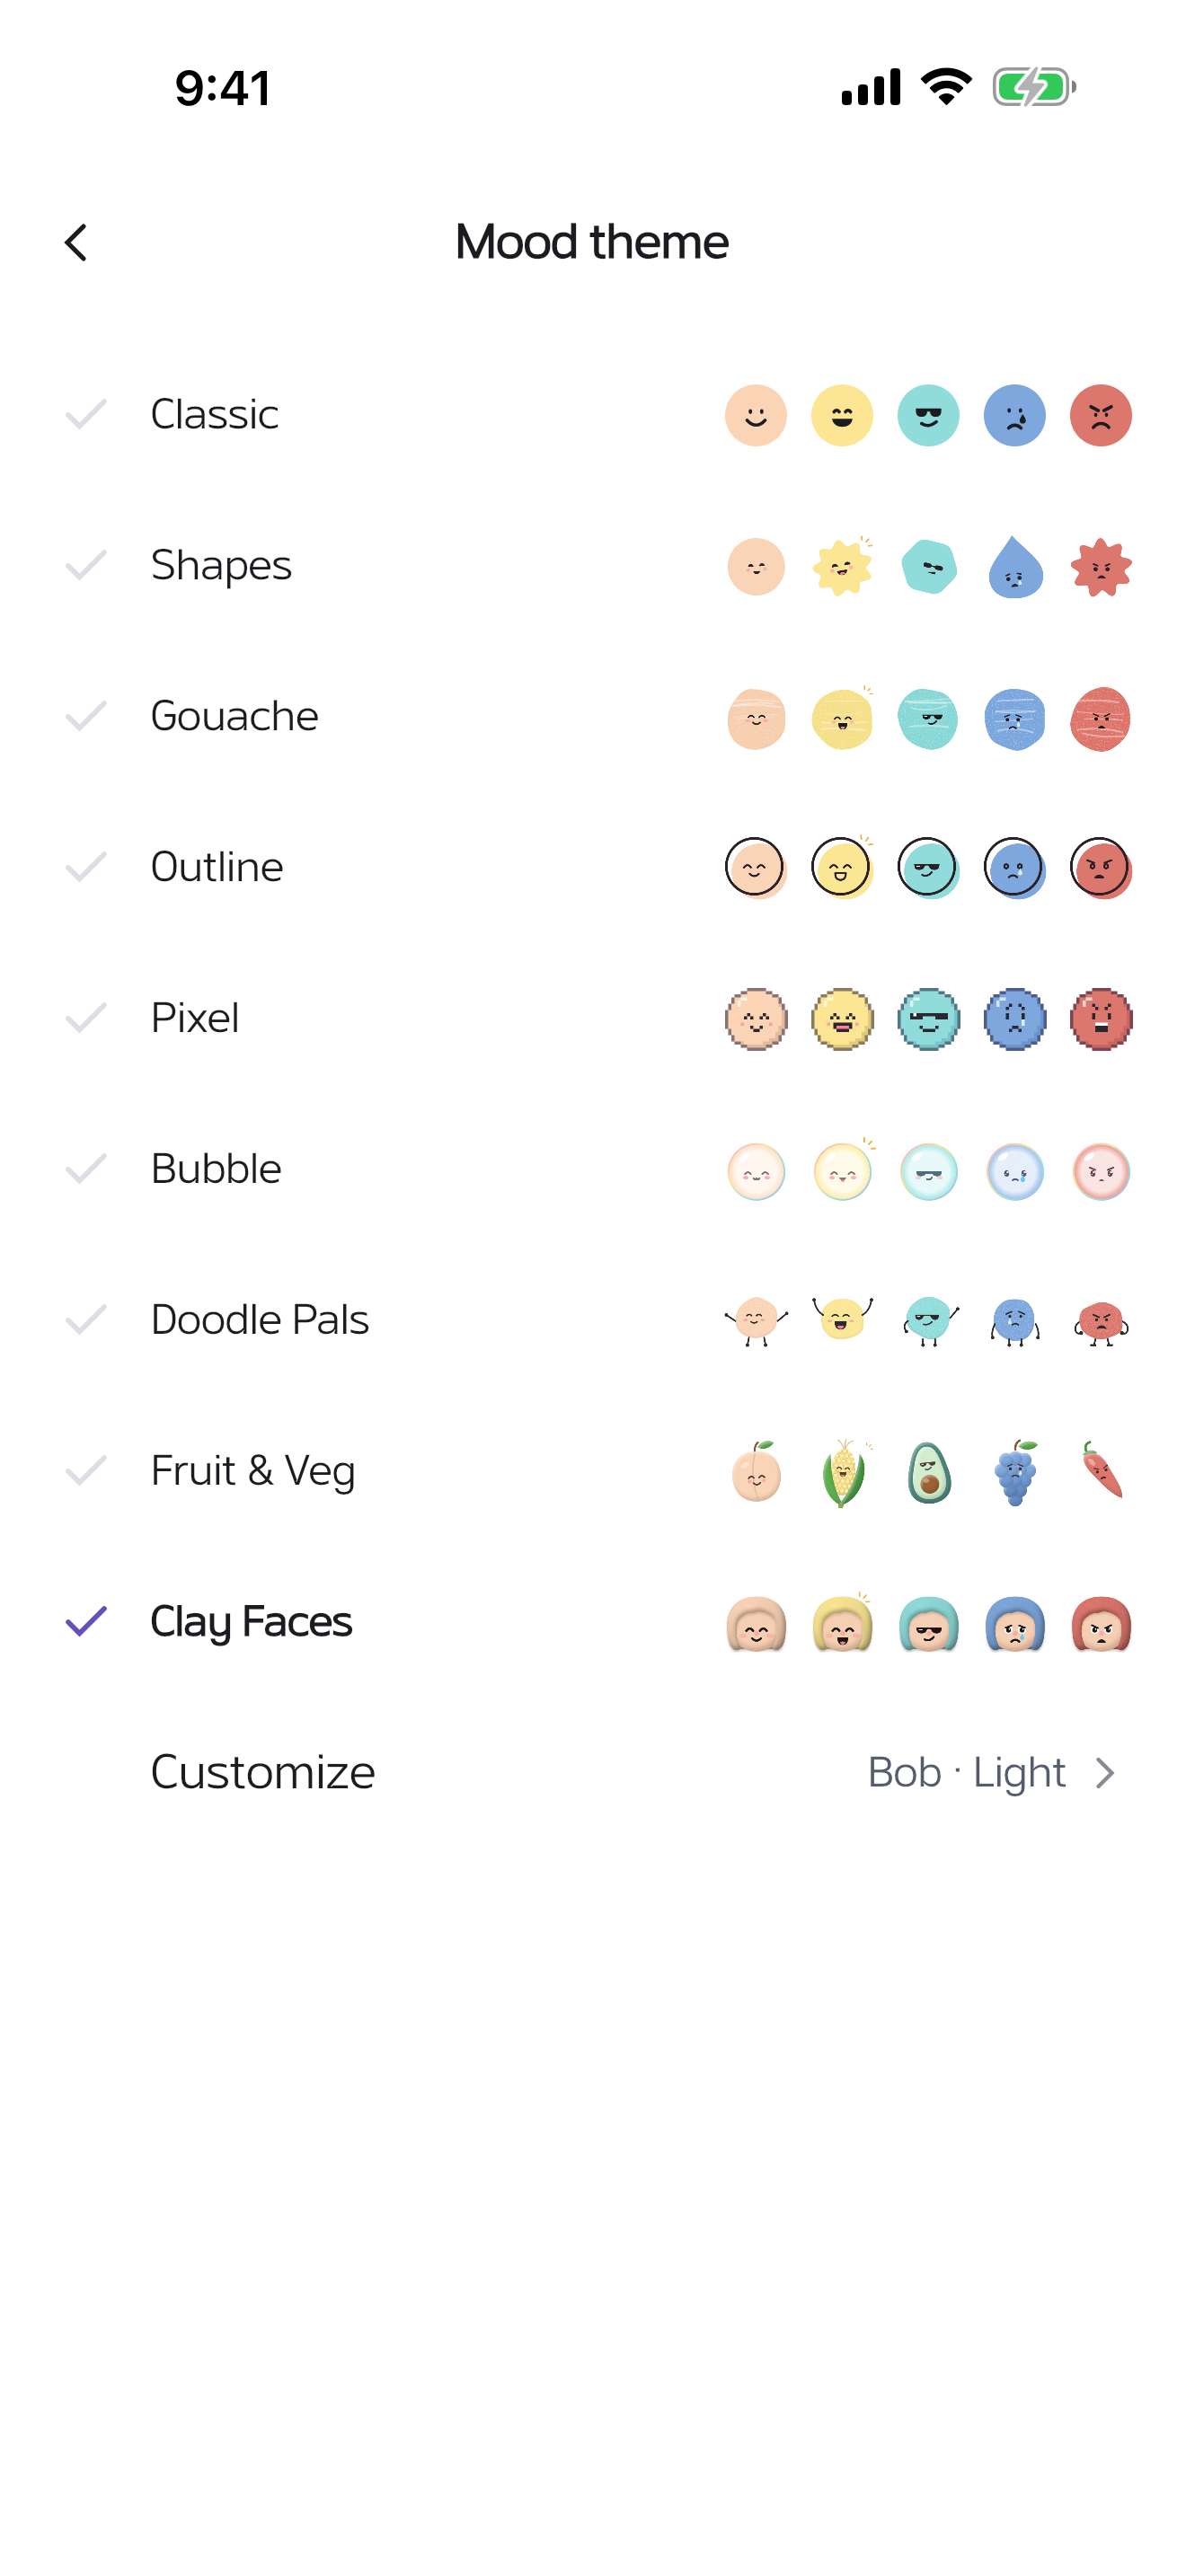 9:41
Mood theme
Classic
Shapes
Gouache
Outline
Pixel
Bubble
Doodle Pals
Fruit & Veg
Clay Faces
Customize
Bob · Light